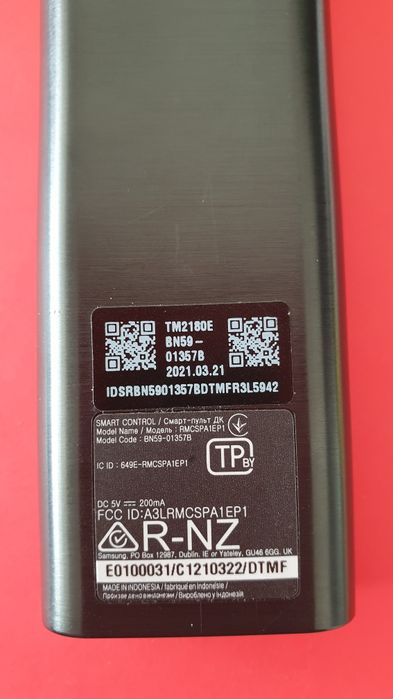 TM2180E
BN59-
01357B
2021.03.21
IDSRBN5901357BDTMFR3L5942
SMART CONTROL / Смарт-пульт ДК
Model Name / Модель : RMCSPA1EP1
Model Code : BN59-01357B
IC ID : 649E-RMCSPA1EP1
TP BY
DC 5V ⎓ 200mA
FCC ID:A3LRMCSPA1EP1
R-NZ
Samsung, PO Box 12987, Dublin. IE or Yateley, GU46 6GG. UK
E0100031/C1210322/DTMF
MADE IN INDONESIA / fabriqué en Indonésie /
Произведено в Индонезии / Вироблено у Індонезії